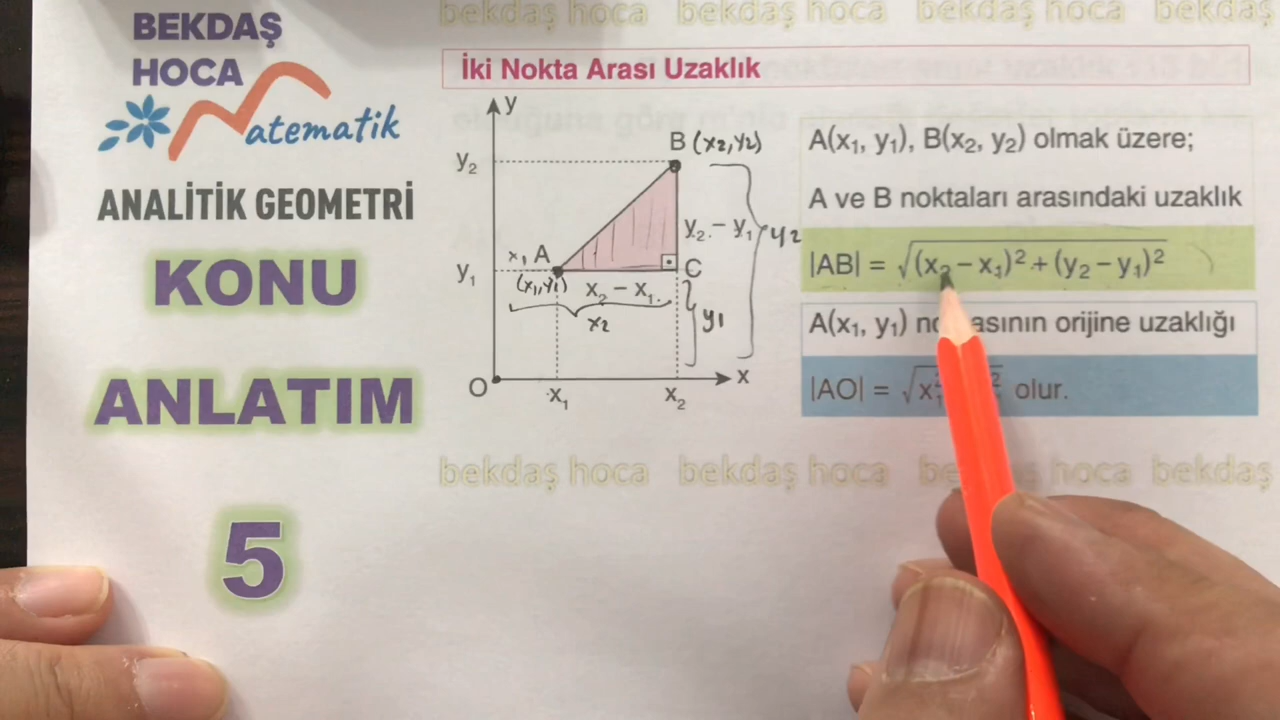 BEKDAŞ
HOCA
Matematik
ANALİTİK GEOMETRİ
KONU
ANLATIM
5
bekdaş hoca bekdaş hoca bekdaş hoca bekdaş
İki Nokta Arası Uzaklık
y
B (x2,y2)
y₂
y₂ - y₁
y2
x, A
y₁
C
(x1,y1)
x₂ - x₁
x2
y1
O
x₁
x₂
x
A(x₁, y₁), B(x₂, y₂) olmak üzere;
A ve B noktaları arasındaki uzaklık
|AB| = √(x₂ - x₁)² + (y₂ - y₁)²
A(x₁, y₁) orijine uzaklığı
|AO| = olur.
bekdaş hoca bekdaş hoca hoca bekdaş